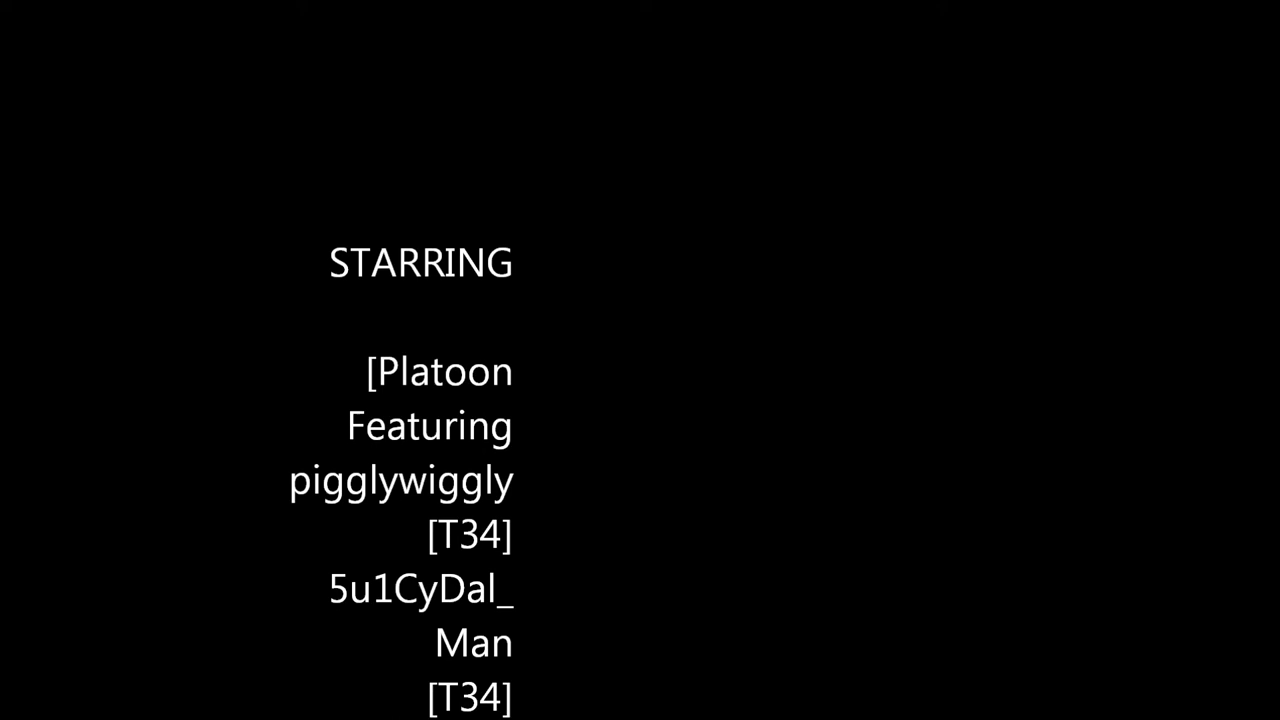 STARRING
[Platoon
Featuring
pigglywiggly
[T34]
5u1CyDal_
Man
[T34]